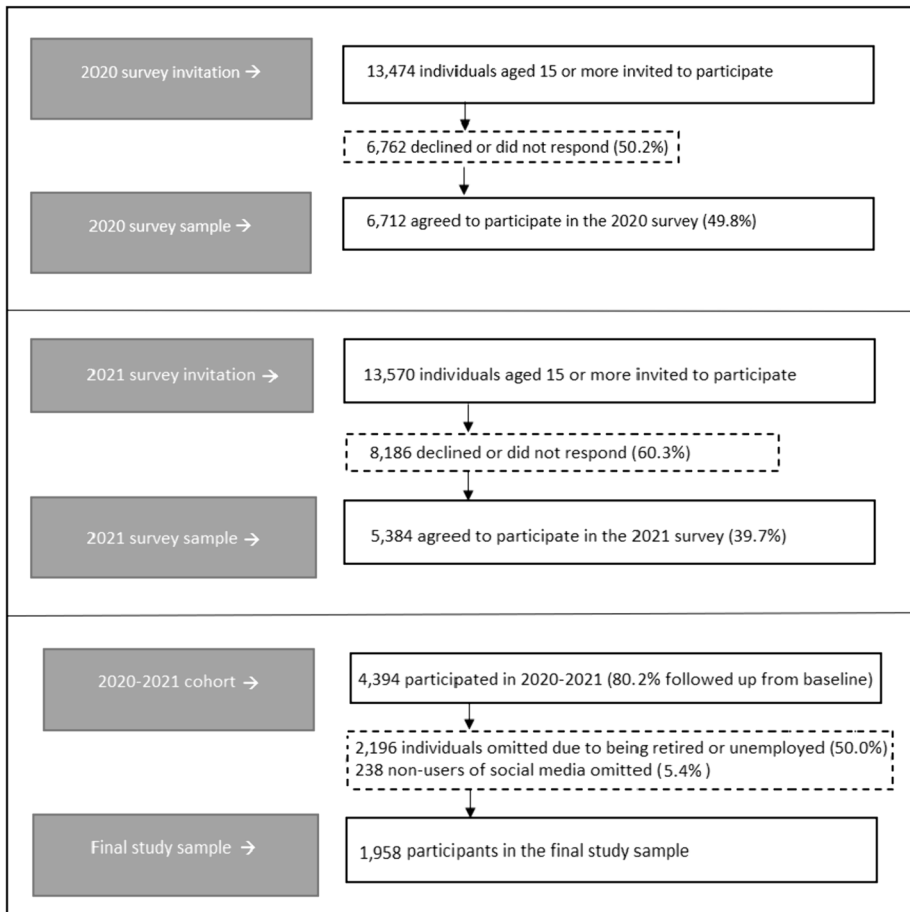 2020 survey invitation →
13,474 individuals aged 15 or more invited to participate
6,762 declined or did not respond (50.2%)
2020 survey sample →
6,712 agreed to participate in the 2020 survey (49.8%)
2021 survey invitation →
13,570 individuals aged 15 or more invited to participate
8,186 declined or did not respond (60.3%)
2021 survey sample →
5,384 agreed to participate in the 2021 survey (39.7%)
2020-2021 cohort →
4,394 participated in 2020-2021 (80.2% followed up from baseline)
2,196 individuals omitted due to being retired or unemployed (50.0%)
238 non-users of social media omitted (5.4% )
Final study sample →
1,958 participants in the final study sample